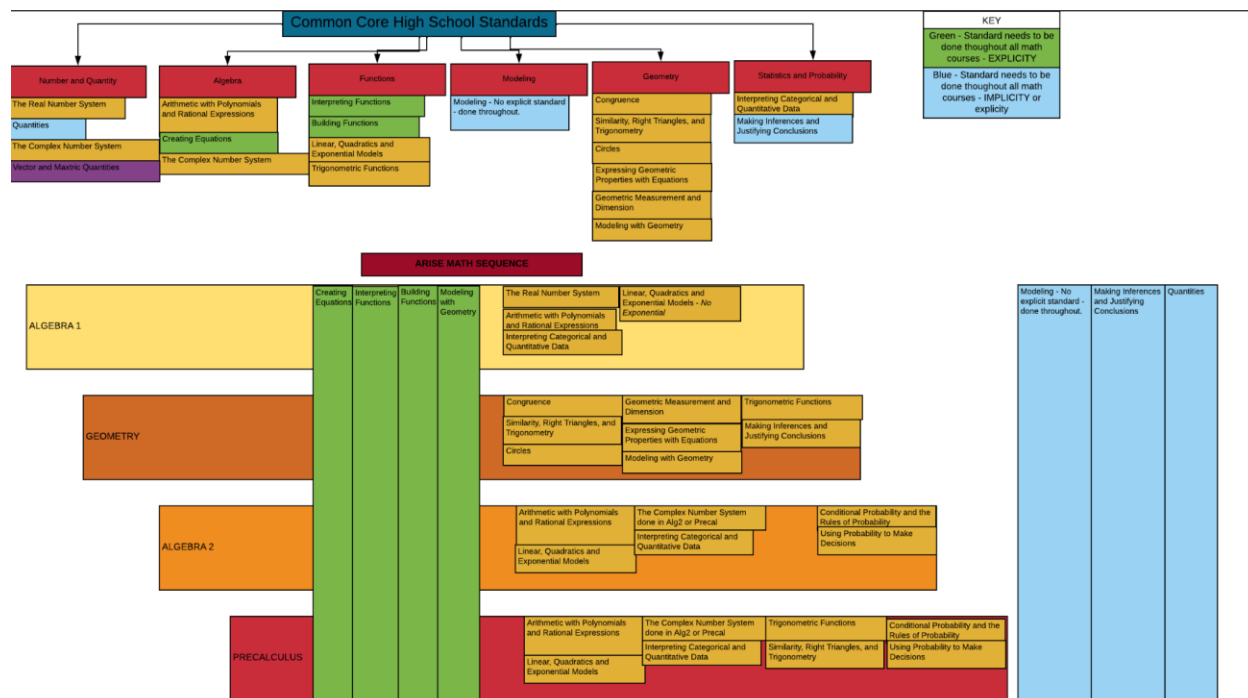 Common Core High School Standards
KEY
Green - Standard needs to be
done thoughout all math
courses - EXPLICITY
Blue - Standard needs to be
done thoughout all math
courses - IMPLICITY or
explicity
Number and Quantity
The Real Number System
Quantities
The Complex Number System
Vector and Maxtric Quantities
Algebra
Arithmetic with Polynomials
and Rational Expressions
Creating Equations
The Complex Number System
Functions
Interpreting Functions
Building Functions
Linear, Quadratics and
Exponential Models
Trigonometric Functions
Modeling
Modeling - No explicit standard
- done throughout.
Geometry
Congruence
Similarity, Right Triangles, and
Trigonometry
Circles
Expressing Geometric
Properties with Equations
Geometric Measurement and
Dimension
Modeling with Geometry
Statistics and Probability
Interpreting Categorical and
Quantitative Data
Making Inferences and
Justifying Conclusions
ARISE MATH SEQUENCE
Creating
Equations
Interpreting
Functions
Building
Functions
Modeling
with
Geometry
ALGEBRA 1
The Real Number System
Arithmetic with Polynomials
and Rational Expressions
Interpreting Categorical and
Quantitative Data
Linear, Quadratics and
Exponential Models - No
Exponential
Modeling - No
explicit standard -
done throughout.
Making Inferences
and Justifying
Conclusions
Quantities
GEOMETRY
Congruence
Similarity, Right Triangles, and
Trigonometry
Circles
Geometric Measurement and
Dimension
Expressing Geometric
Properties with Equations
Modeling with Geometry
Trigonometric Functions
Making Inferences and
Justifying Conclusions
ALGEBRA 2
Arithmetic with Polynomials
and Rational Expressions
Linear, Quadratics and
Exponential Models
The Complex Number System
done in Alg2 or Precal
Interpreting Categorical and
Quantitative Data
Conditional Probability and the
Rules of Probability
Using Probability to Make
Decisions
PRECALCULUS
Arithmetic with Polynomials
and Rational Expressions
Linear, Quadratics and
Exponential Models
The Complex Number System
done in Alg2 or Precal
Interpreting Categorical and
Quantitative Data
Trigonometric Functions
Similarity, Right Triangles, and
Trigonometry
Conditional Probability and the
Rules of Probability
Using Probability to Make
Decisions